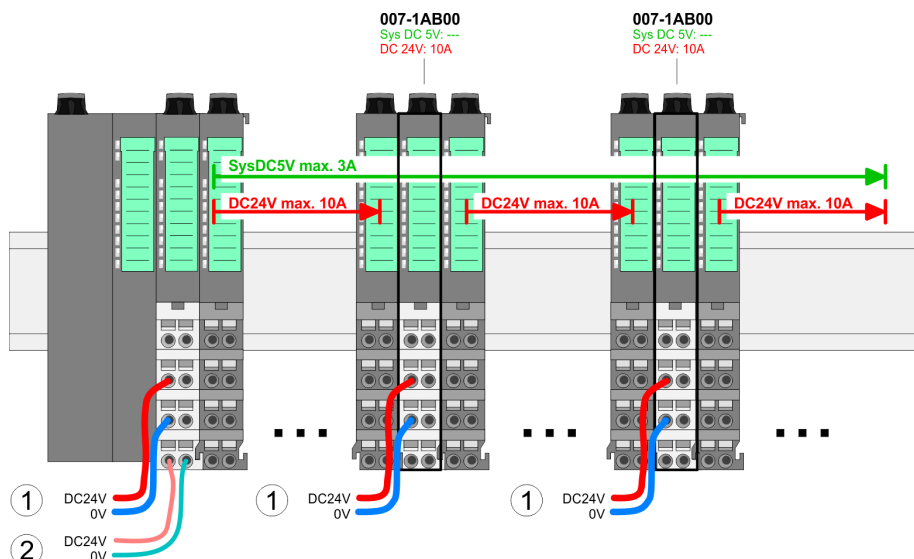 007-1AB00
Sys DC 5V: ---
DC 24V: 10A
007-1AB00
Sys DC 5V: ---
DC 24V: 10A
SysDC5V max. 3A
DC24V max. 10A
DC24V max. 10A
DC24V max. 10A
1
DC24V
0V
1
DC24V
0V
1
DC24V
0V
2
DC24V
0V